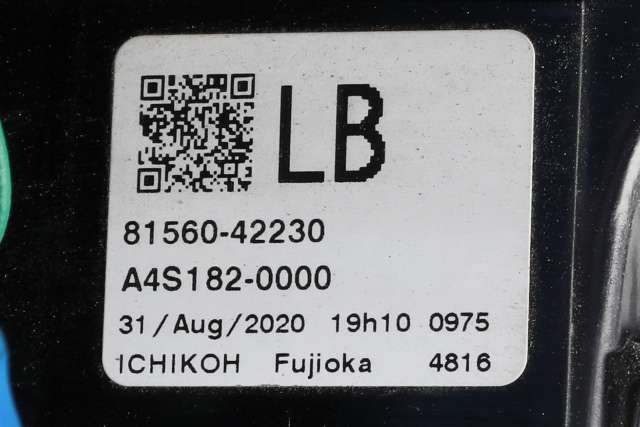 LB
81560-42230
A4S182-0000
31/Aug/2020 19h10 0975
ICHIKOH Fujioka 4816